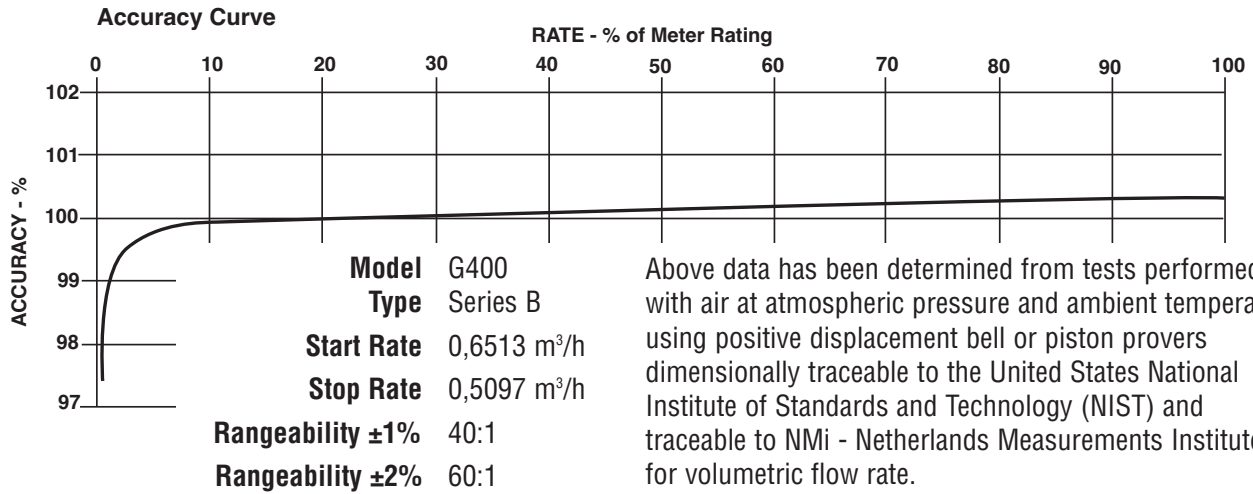 Accuracy Curve
RATE - % of Meter Rating
0 10 20 30 40 50 60 70 80 90 100
102
101
100
99
98
97
ACCURACY - %
Model G400
Type Series B
Start Rate 0,6513 m³/h
Stop Rate 0,5097 m³/h
Rangeability ±1% 40:1
Rangeability ±2% 60:1
Above data has been determined from tests performed
with air at atmospheric pressure and ambient tempera
using positive displacement bell or piston provers
dimensionally traceable to the United States National
Institute of Standards and Technology (NIST) and
traceable to NMi - Netherlands Measurements Institute
for volumetric flow rate.